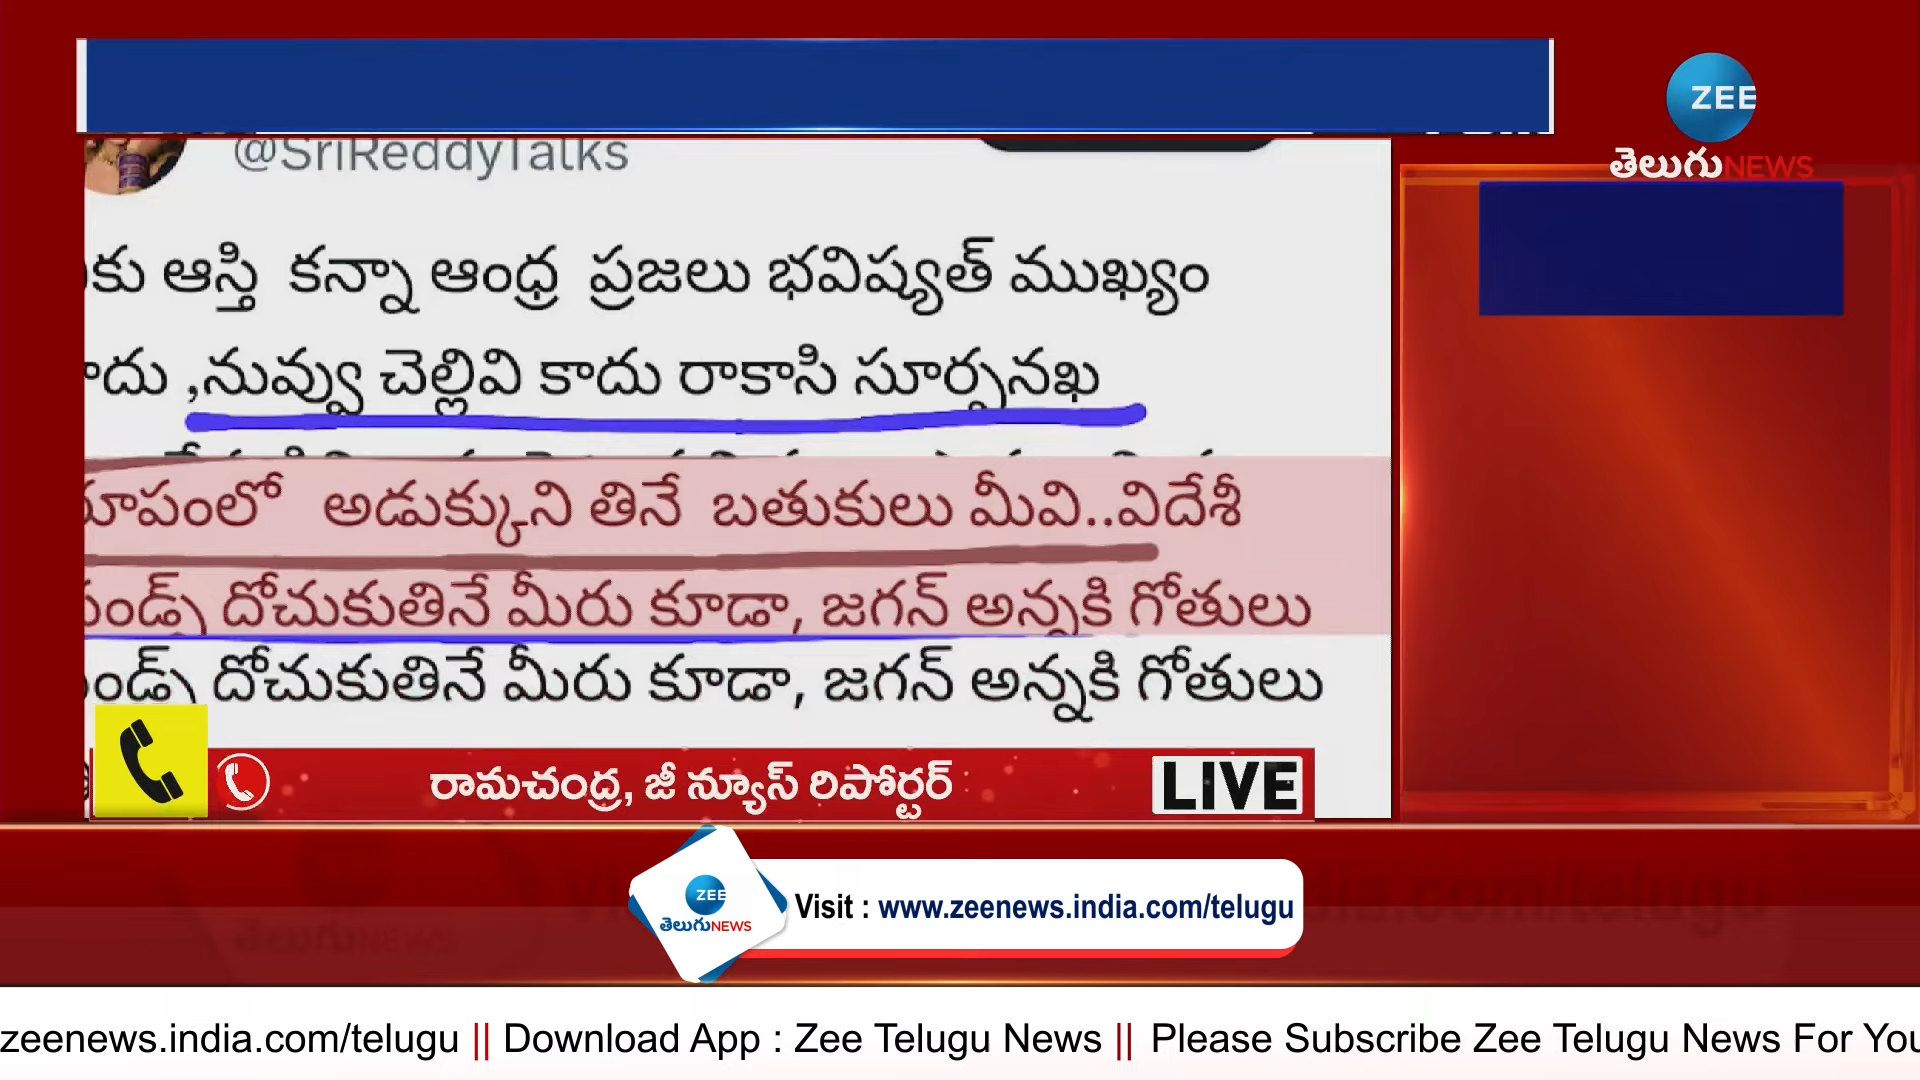 @SriReddyTalks
ZEE
తెలుగు NEWS
కు ఆస్తి కన్నా ఆంధ్ర ప్రజలు భవిష్యత్ ముఖ్యం
,నువ్వు చెల్లివి కాదు రాకాసి సూర్పనఖ
అడుక్కుని తినే బతుకులు మీవి..విదేశీ
దోచుకుతినే మీరు కూడా, జగన్ అన్నకి గోతులు
దోచుకుతినే మీరు కూడా, జగన్ అన్నకి గోతులు
రామచంద్ర, జీ న్యూస్ రిపోర్టర్
LIVE
ZEE
తెలుగు NEWS
Visit : www.zeenews.india.com/telugu
zeenews.india.com/telugu || Download App : Zee Telugu News || Please Subscribe Zee Telugu News For You